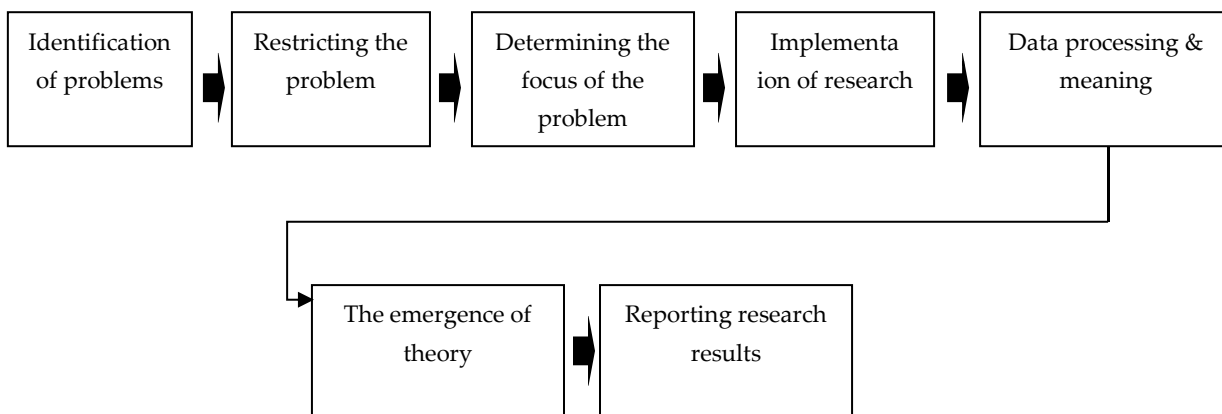 Identification
of problems
Restricting the
problem
Determining the
focus of the
problem
Implementa
ion of research
Data processing &
meaning
The emergence of
theory
Reporting research
results